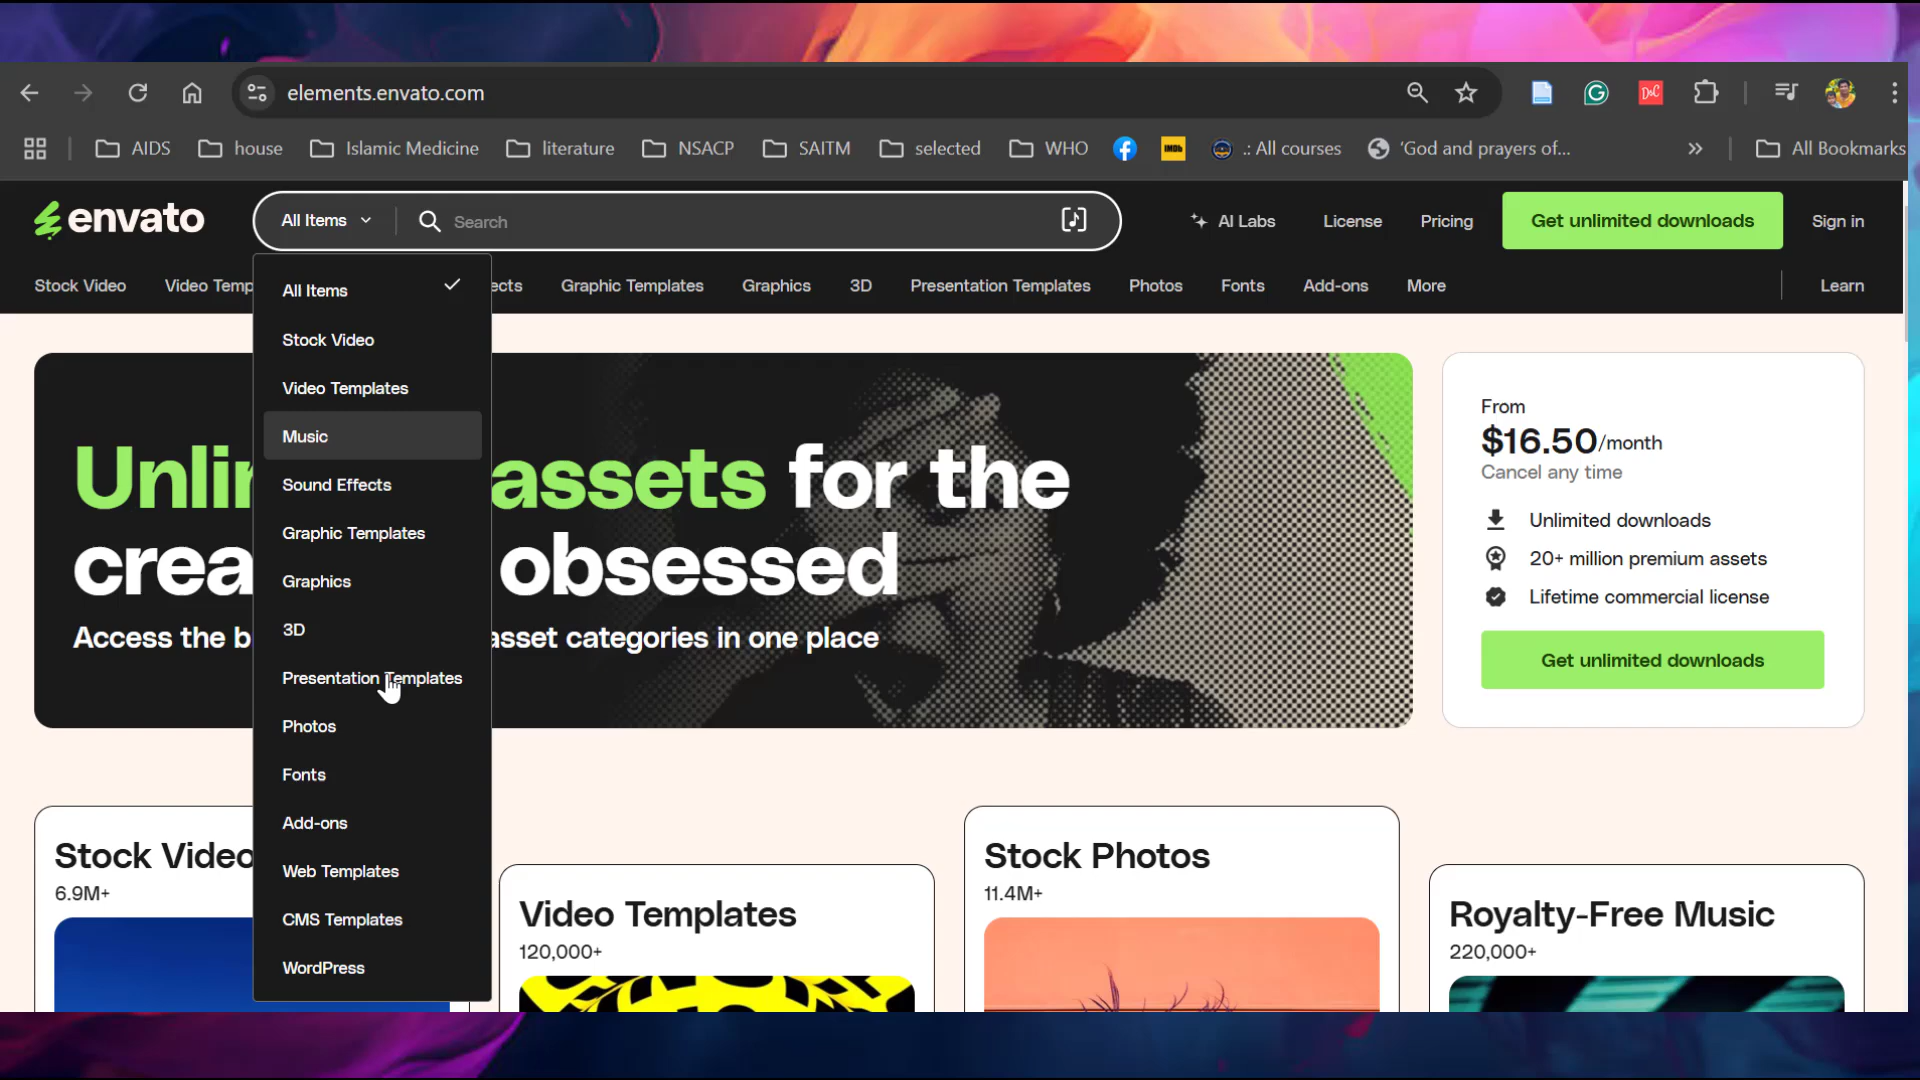 elements.envato.com
AIDS house Islamic Medicine literature NSACP SAITM selected WHO IMDb .: All courses 'God and prayers of... » All Bookmarks
envato All Items Search AI Labs License Pricing Get unlimited downloads Sign in
Stock Video Video Temp ects Graphic Templates Graphics 3D Presentation Templates Photos Fonts Add-ons More Learn
All Items
Stock Video
Video Templates
Music
Sound Effects
Graphic Templates
Graphics
3D
Presentation Templates
Photos
Fonts
Add-ons
Web Templates
CMS Templates
WordPress
Unlim assets for the
crea obsessed
Access the b asset categories in one place
From
$16.50/month
Cancel any time
Unlimited downloads
20+ million premium assets
Lifetime commercial license
Get unlimited downloads
Stock Video
6.9M+
Video Templates
120,000+
Stock Photos
11.4M+
Royalty-Free Music
220,000+